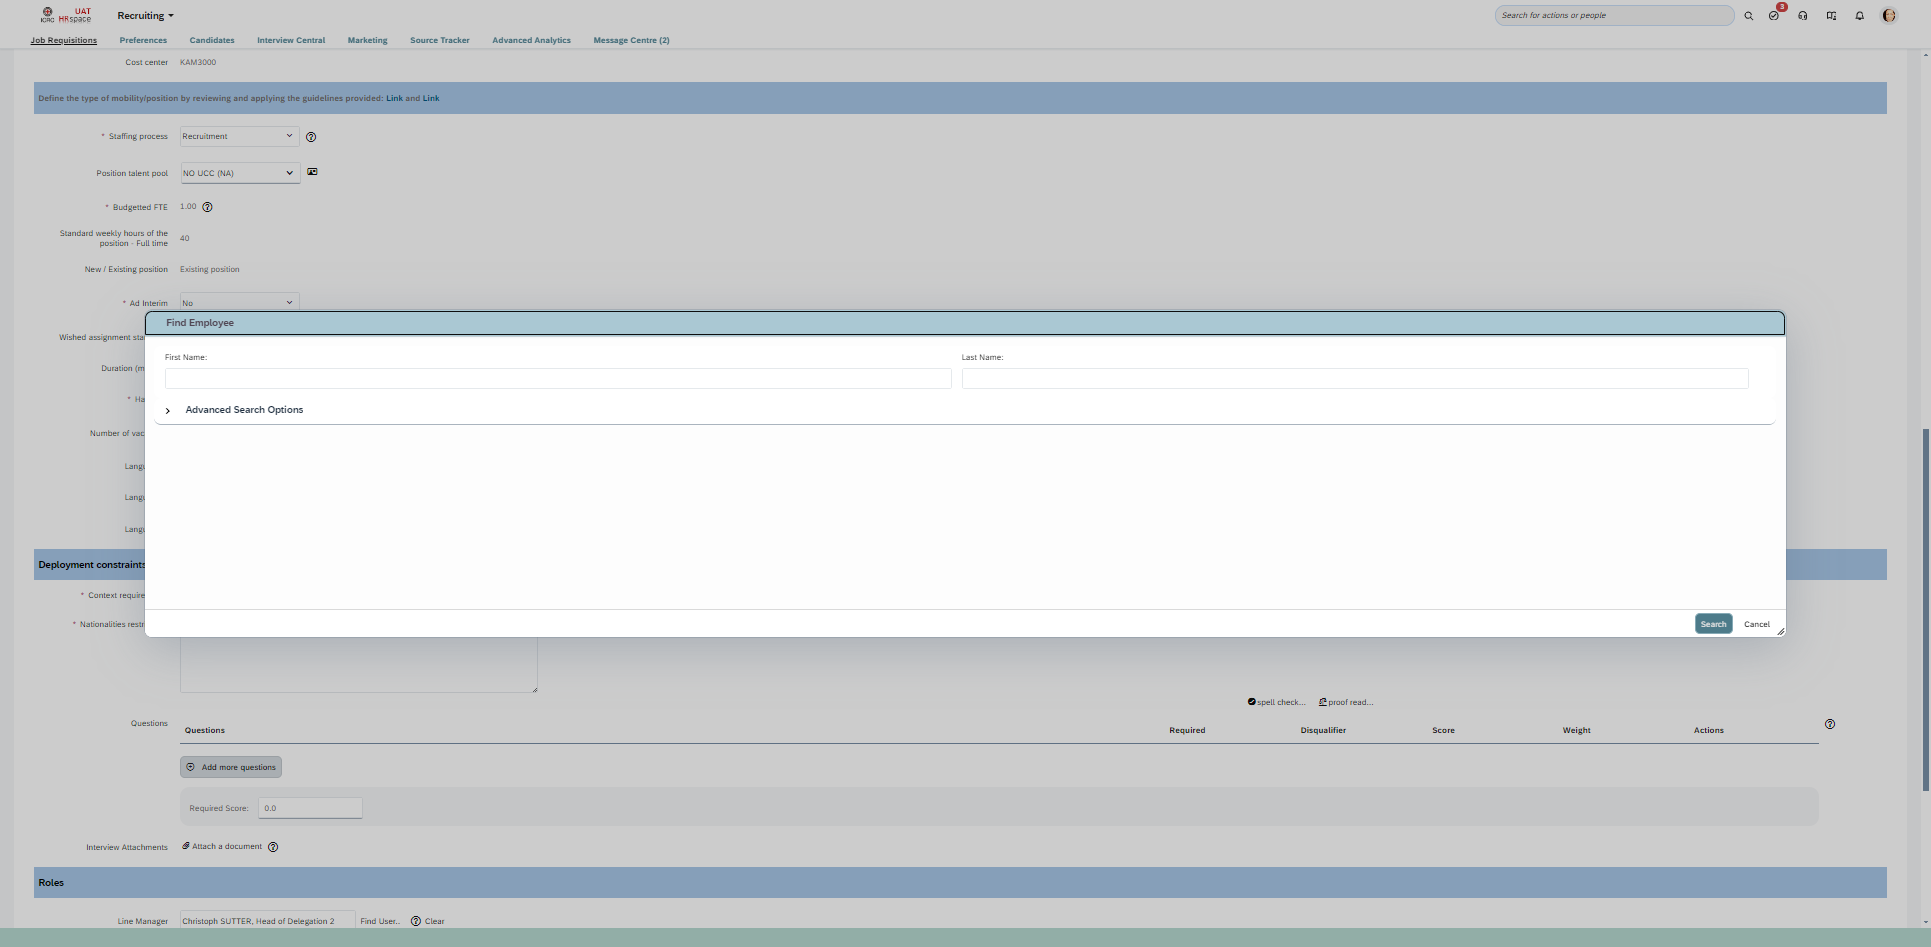 ICRC UAT HRspace Recruiting Search for actions or people 3
Job Requisitions Preferences Candidates Interview Central Marketing Source Tracker Advanced Analytics Message Centre (2)
Cost center KAM3000
Define the type of mobility/position by reviewing and applying the guidelines provided: Link and Link
* Staffing process Recruitment
Position talent pool NO UCC (NA)
* Budgetted FTE 1.00
Standard weekly hours of the
position - Full time 40
New / Existing position Existing position
* Ad Interim No
Find Employee
Wished assignment sta
First Name: Last Name:
Duration (m
* Ha
Advanced Search Options
Number of vac
Langu
Langu
Langu
Deployment constraints
* Context require
* Nationalities restr
Search Cancel
spell check... proof read...
Questions
Questions Required Disqualifier Score Weight Actions
Add more questions
Required Score: 0.0
Interview Attachments Attach a document
Roles
Line Manager Christoph SUTTER, Head of Delegation 2 Find User.. Clear